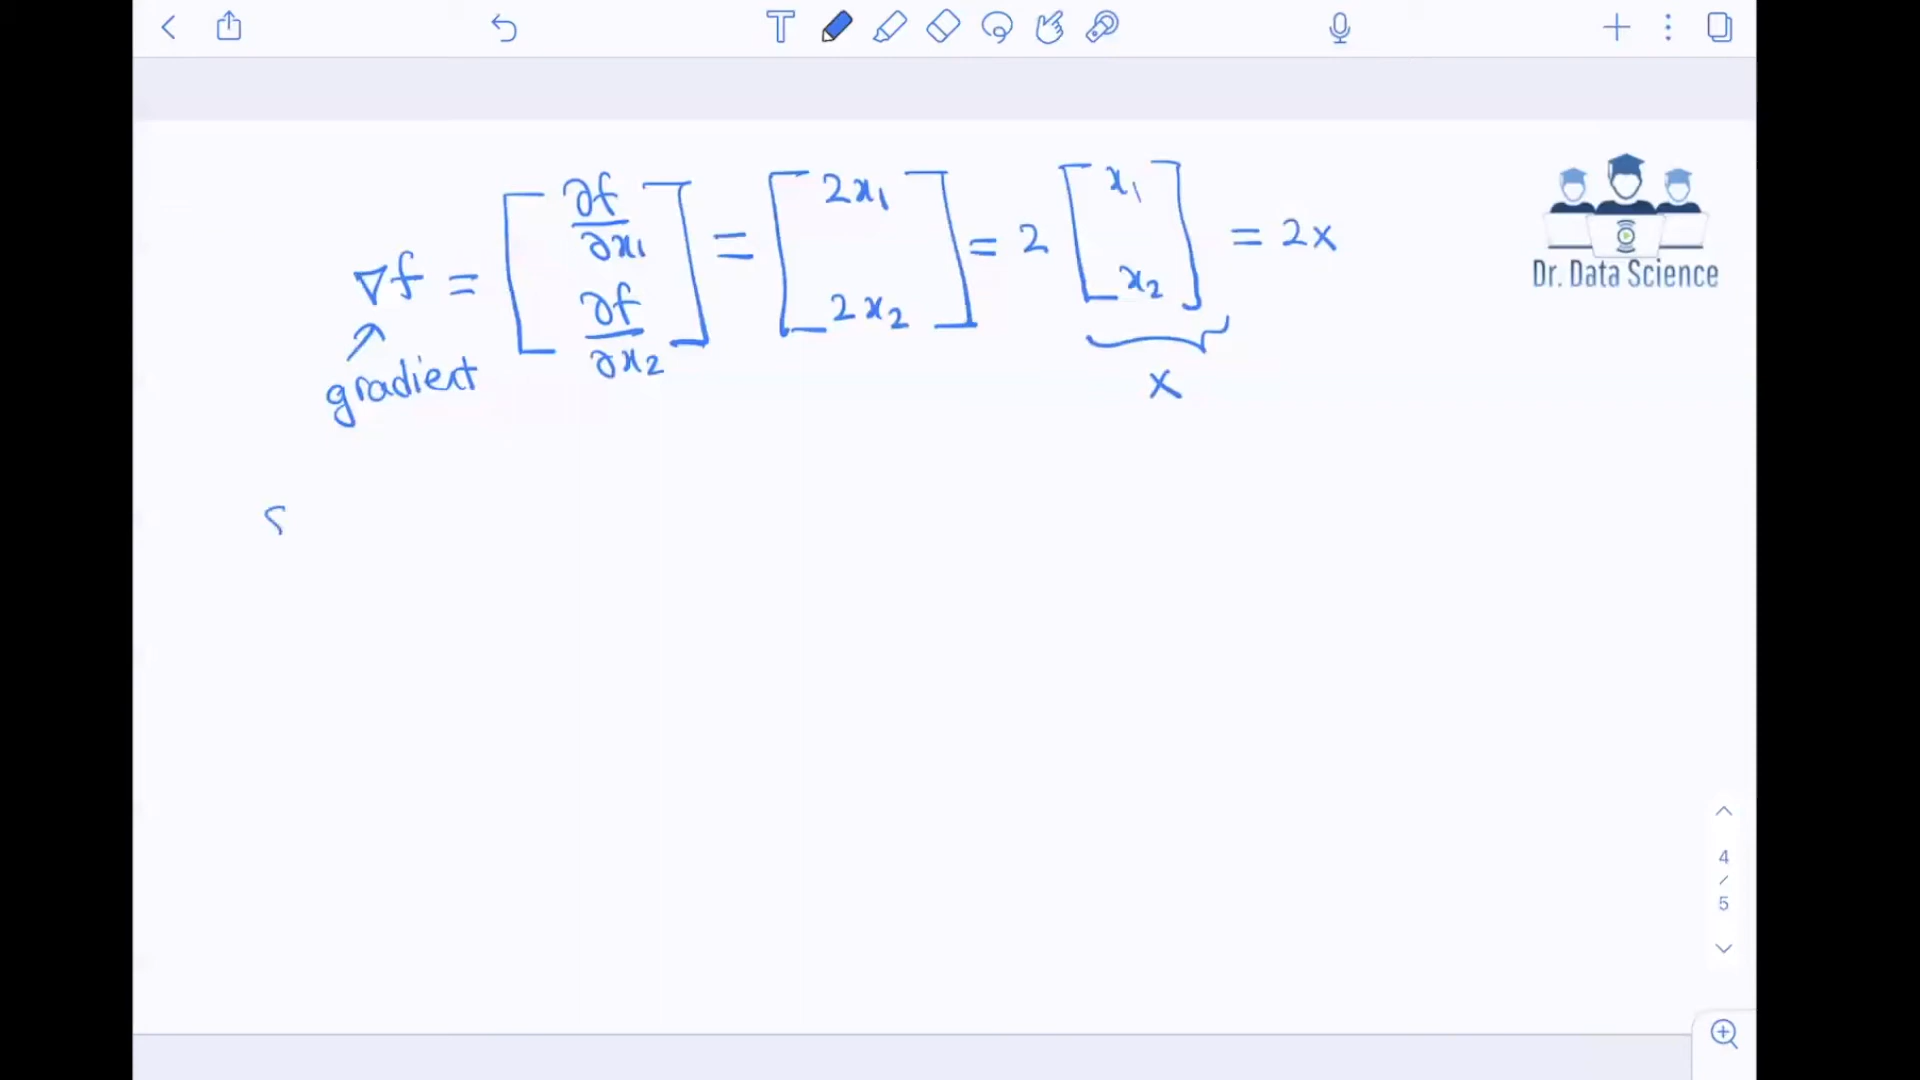 ∇f = [ ∂f/∂x1 ∂f/∂x2 ] = [ 2x1 2x2 ] = 2 [ x1 x2 ] = 2x
gradient
x
Dr. Data Science
4
/
5